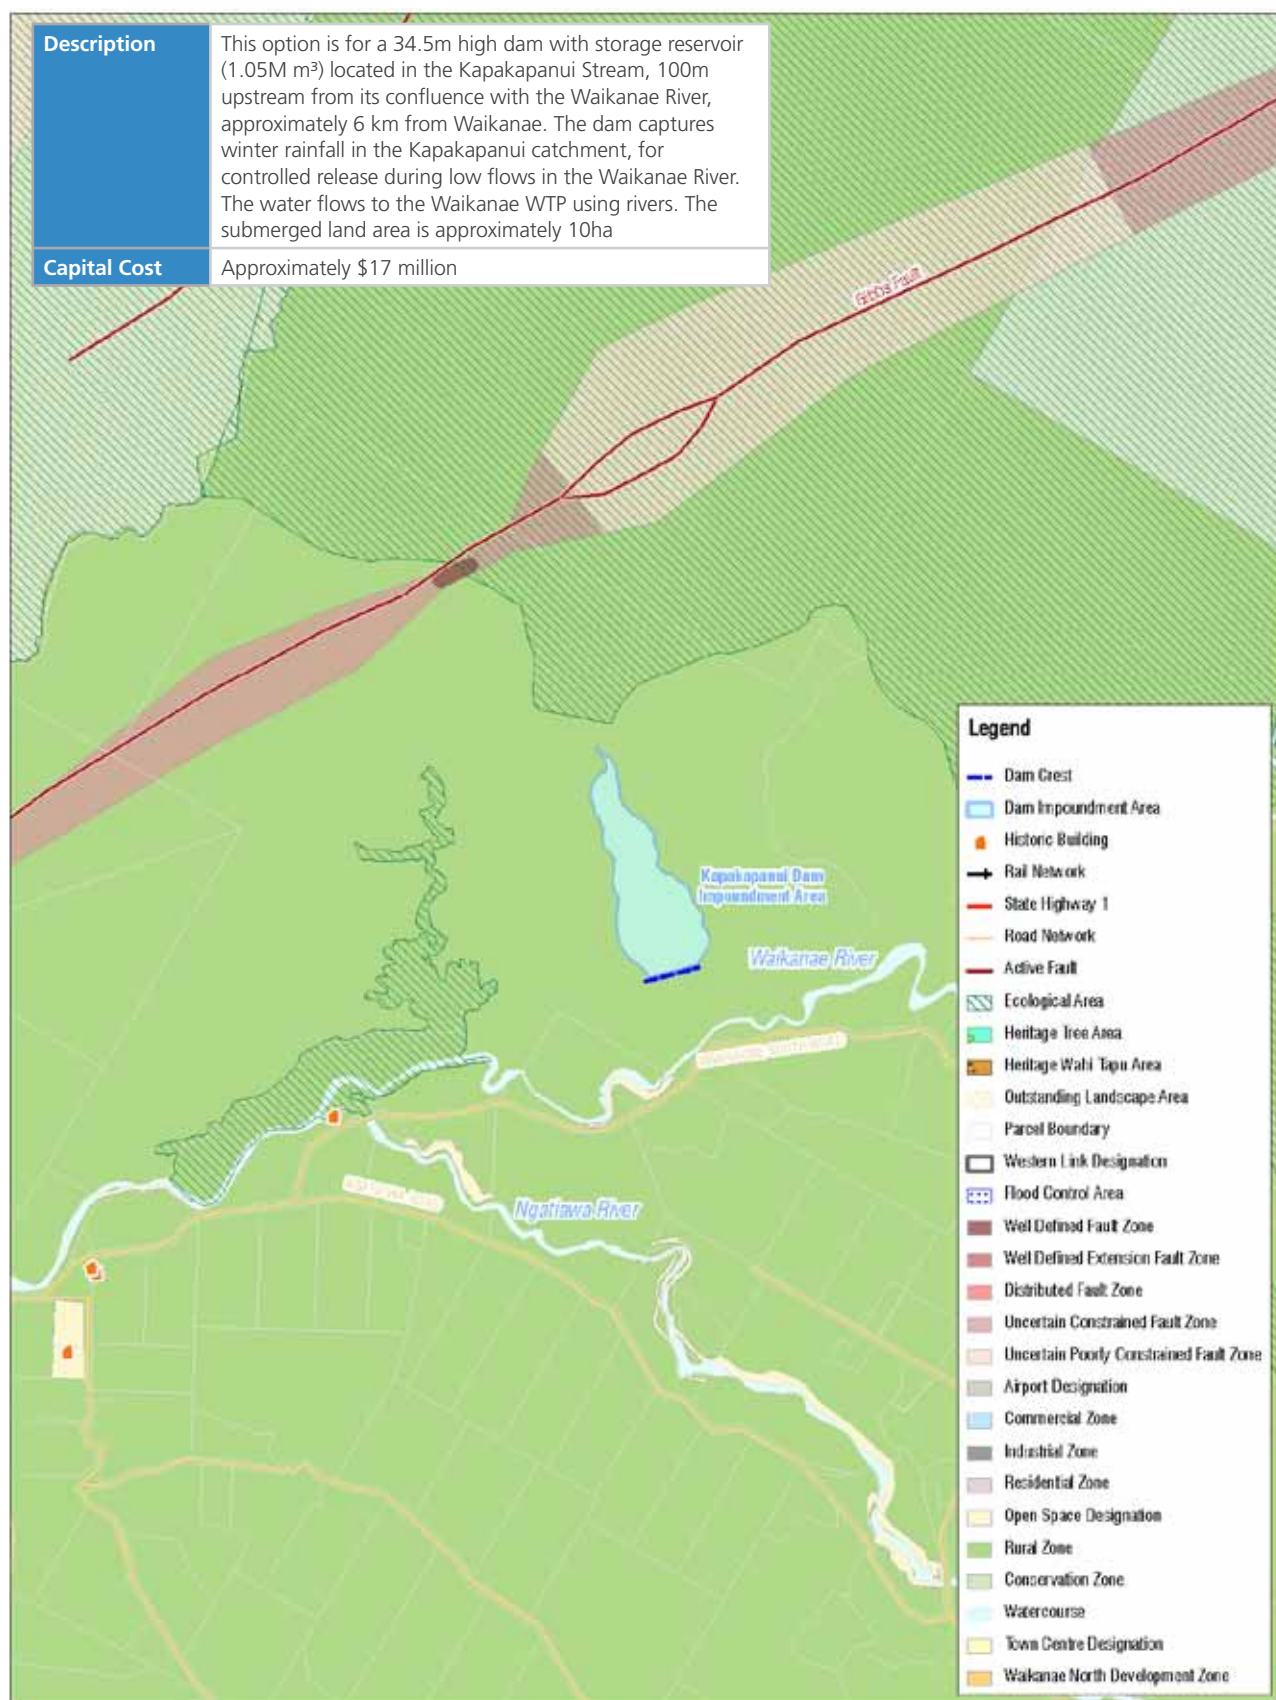 Description
This option is for a 34.5m high dam with storage reservoir
(1.05M m³) located in the Kapakapanui Stream, 100m
upstream from its confluence with the Waikanae River,
approximately 6 km from Waikanae. The dam captures
winter rainfall in the Kapakapanui catchment, for
controlled release during low flows in the Waikanae River.
The water flows to the Waikanae WTP using rivers. The
submerged land area is approximately 10ha
Capital Cost
Approximately $17 million
Gibbs Fault
Kapakapanui Dam
Impoundment Area
Waikanae River
Ngatiawa River
Legend
Dam Crest
Dam Impoundment Area
Historic Building
Rail Network
State Highway 1
Road Network
Active Fault
Ecological Area
Heritage Tree Area
Heritage Wahi Tapu Area
Outstanding Landscape Area
Parcel Boundary
Western Link Designation
Flood Control Area
Well Defined Fault Zone
Well Defined Extension Fault Zone
Distributed Fault Zone
Uncertain Constrained Fault Zone
Uncertain Poorly Constrained Fault Zone
Airport Designation
Commercial Zone
Industrial Zone
Residential Zone
Open Space Designation
Rural Zone
Conservation Zone
Watercourse
Town Centre Designation
Waikanae North Development Zone